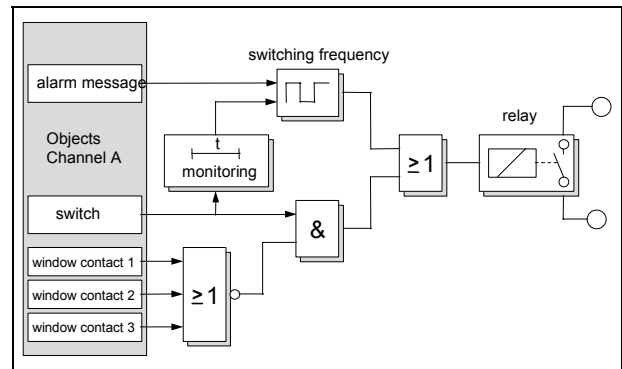 switching frequency
alarm message
Objects
Channel A
t
monitoring
relay
≥1
switch
&
window contact 1
window contact 2
window contact 3
≥1